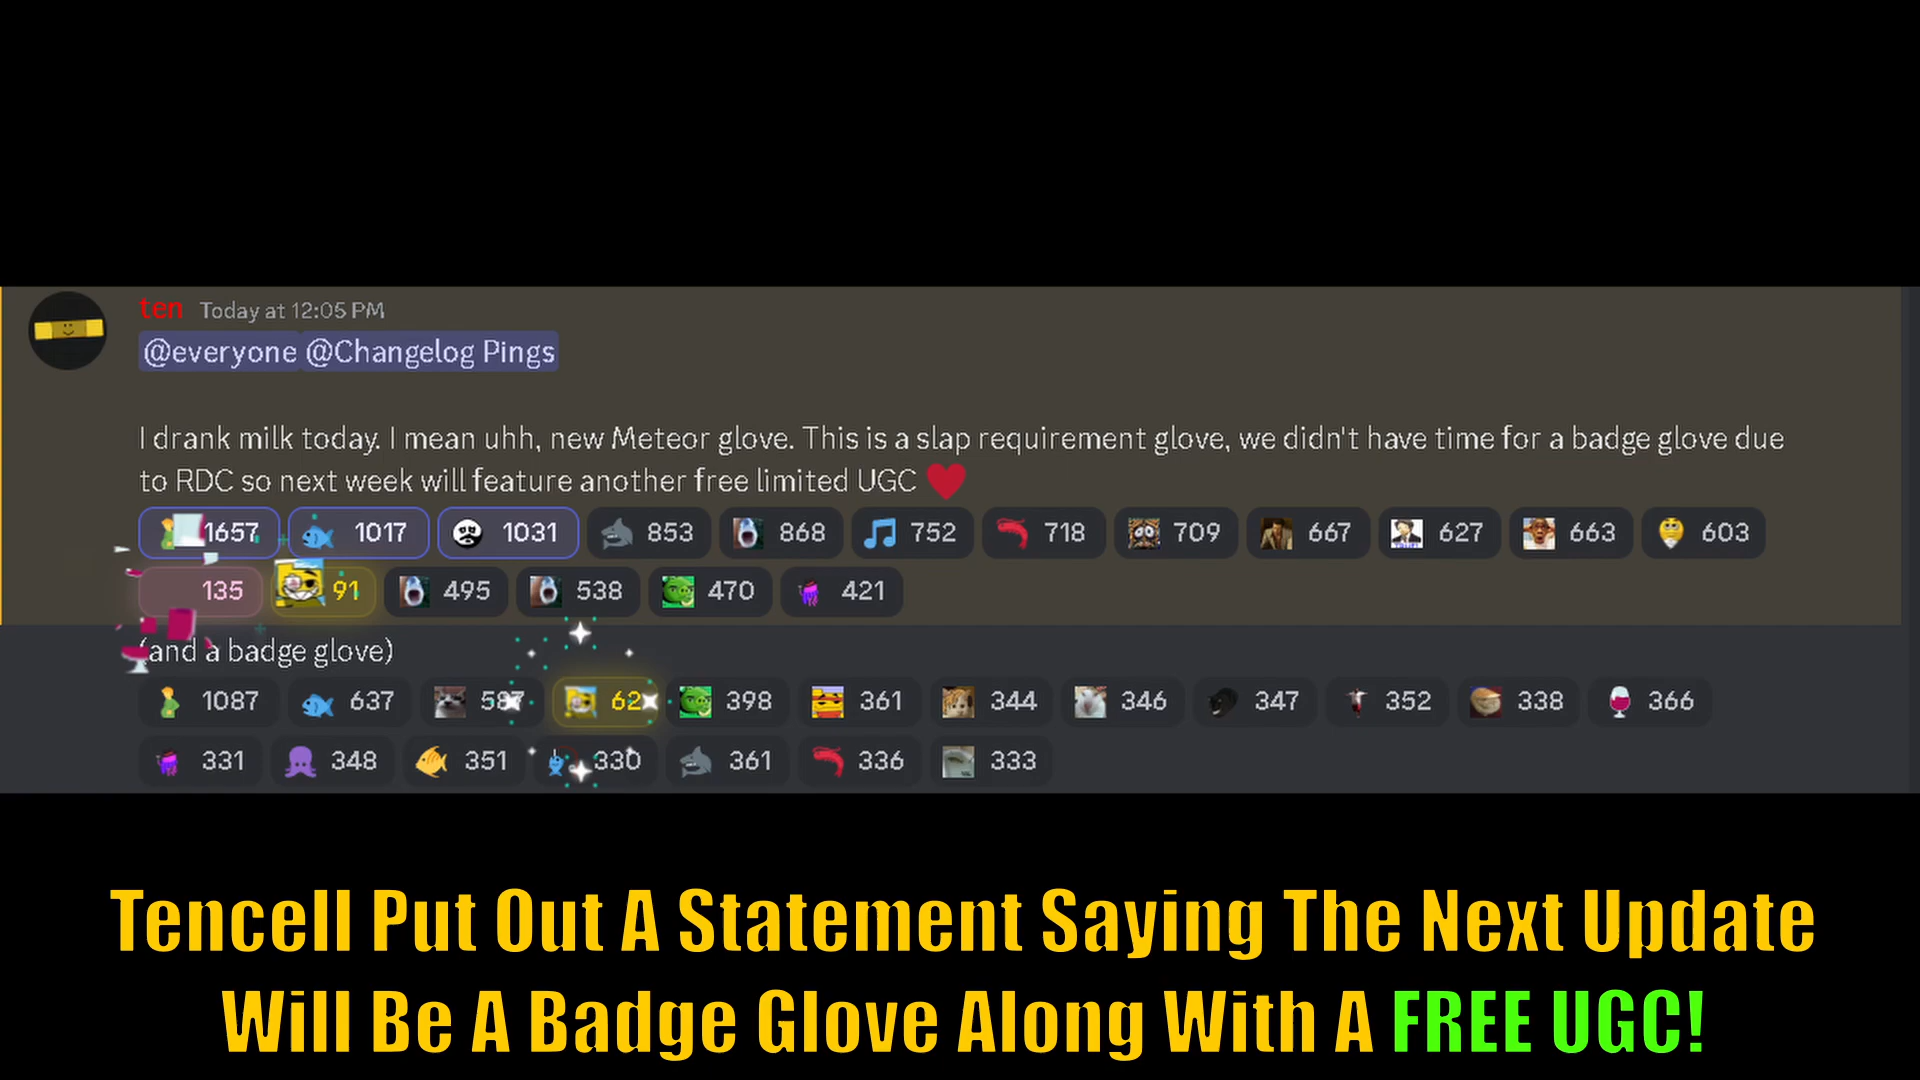 ten Today at 12:05 PM
@everyone @Changelog Pings
I drank milk today. I mean uhh, new Meteor glove. This is a slap requirement glove, we didn't have time for a badge glove due
to RDC so next week will feature another free limited UGC
1657 1017 1031 853 868 752 718 709 667 627 663 603
135 91 495 538 470 421
(and a badge glove)
1087 637 587 62 398 361 344 346 347 352 338 366
331 348 351 330 361 336 333
Tencell Put Out A Statement Saying The Next Update
Will Be A Badge Glove Along With A FREE UGC!